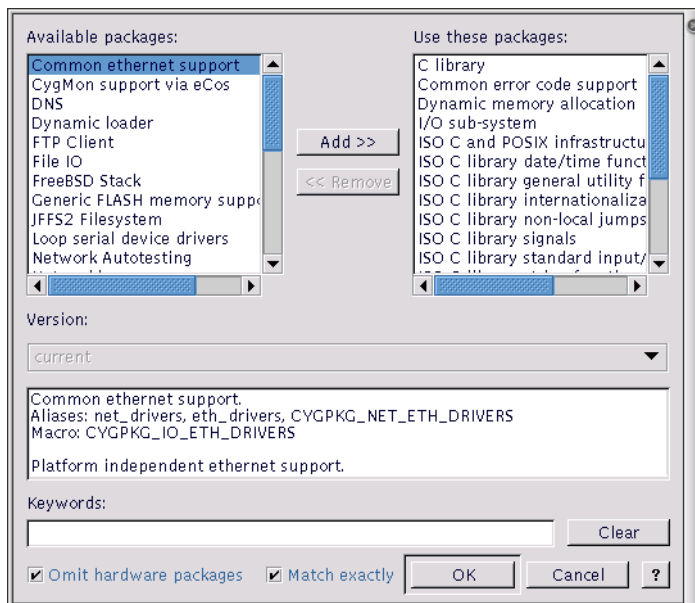 Available packages:
Common ethernet support
CygMon support via eCos
DNS
Dynamic loader
FTP Client
File IO
FreeBSD Stack
Generic FLASH memory supp
JFFS2 Filesystem
Loop serial device drivers
Network Autotesting
Add >>
<< Remove
Use these packages:
C library
Common error code support
Dynamic memory allocation
I/O sub-system
ISO C and POSIX infrastructu
ISO C library date/time funct
ISO C library general utility f
ISO C library internationaliza
ISO C library non-local jumps
ISO C library signals
ISO C library standard input/
Version:
current
Common ethernet support.
Aliases: net_drivers, eth_drivers, CYGPKG_NET_ETH_DRIVERS
Macro: CYGPKG_IO_ETH_DRIVERS
Platform independent ethernet support.
Keywords:
Clear
Omit hardware packages
Match exactly
OK
Cancel
?